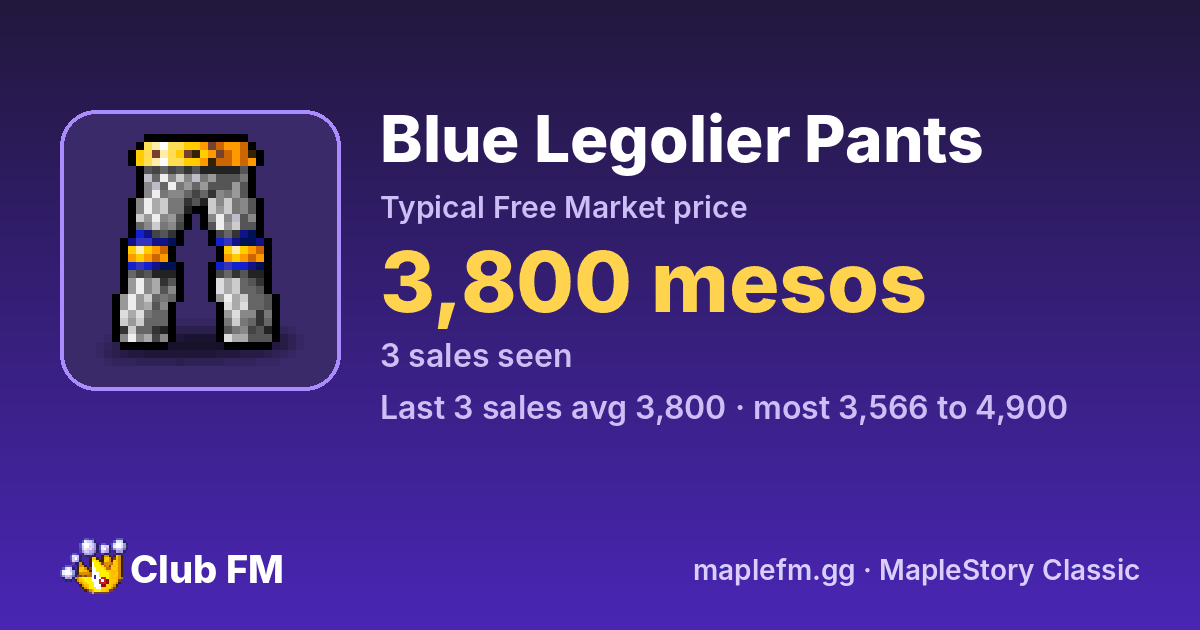 Blue Legolier Pants
Typical Free Market price
3,800 mesos
3 sales seen
Last 3 sales avg 3,800 · most 3,566 to 4,900
Club FM
maplefm.gg · MapleStory Classic